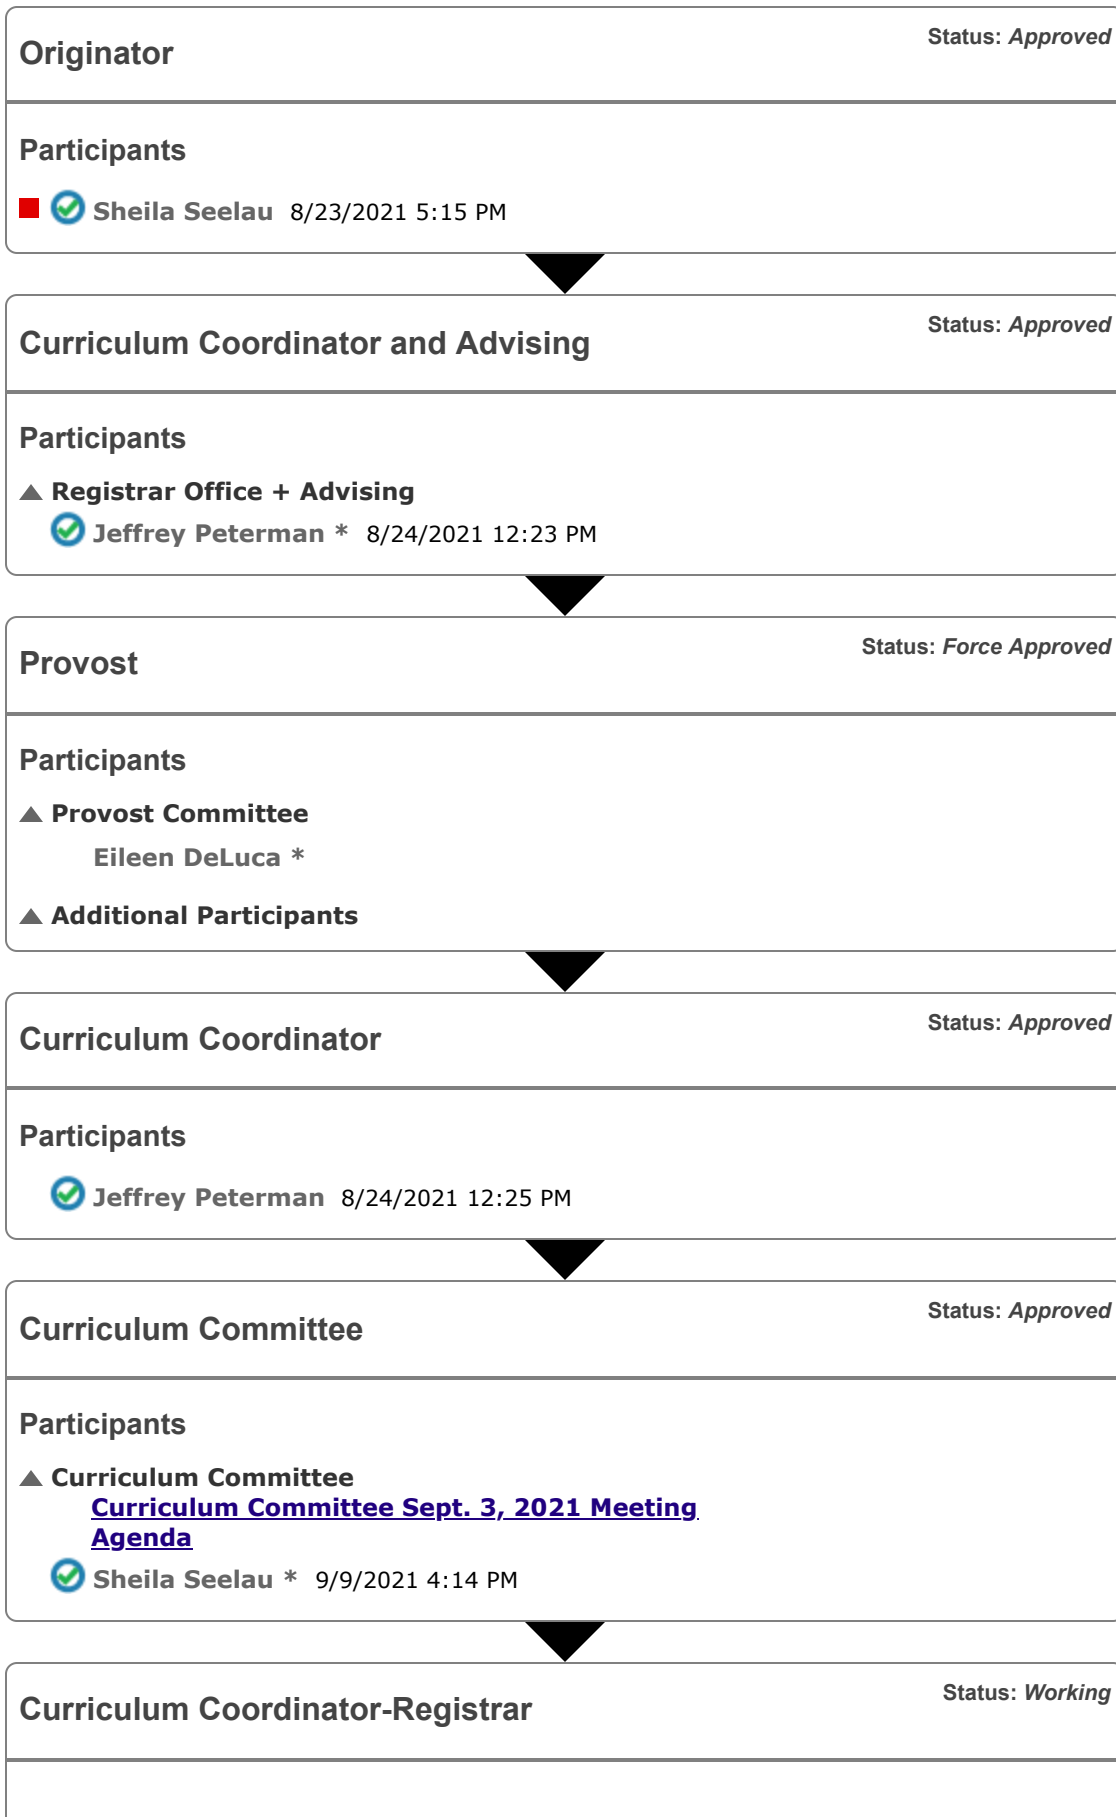 Originator
Status: Approved
Participants
Sheila Seelau 8/23/2021 5:15 PM
Curriculum Coordinator and Advising
Status: Approved
Participants
Registrar Office + Advising
Jeffrey Peterman * 8/24/2021 12:23 PM
Provost
Status: Force Approved
Participants
Provost Committee
Eileen DeLuca *
Additional Participants
Curriculum Coordinator
Status: Approved
Participants
Jeffrey Peterman 8/24/2021 12:25 PM
Curriculum Committee
Status: Approved
Participants
Curriculum Committee
Curriculum Committee Sept. 3, 2021 Meeting
Agenda
Sheila Seelau * 9/9/2021 4:14 PM
Curriculum Coordinator-Registrar
Status: Working